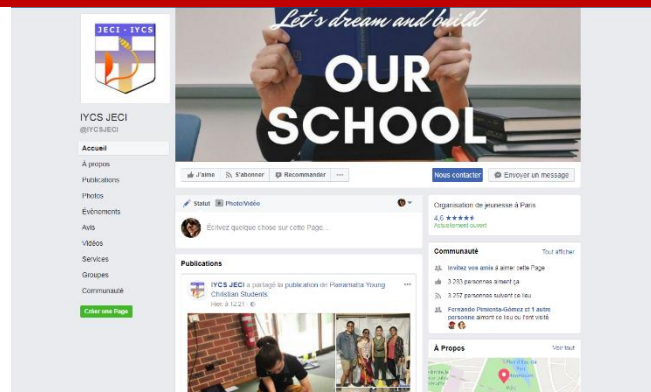 Let's dream and build
OUR
SCHOOL
JECI - IYCS
IYCS JECI
@IYCSJECI
Accueil
À propos
Publications
Photos
Évènements
Avis
Vidéos
Services
Groupes
Communauté
Créer une Page
J'aime
S'abonner
Recommander
Nous contacter
Envoyer un message
Statut
Photo/Vidéo
Écrivez quelque chose sur cette Page...
Publications
IYCS JECI a partagé la publication de Parramatta Young
Christian Students.
Hier, à 12:21
Organisation de jeunesse à Paris
4,6 ★★★★★
Actuellement ouvert
Communauté
Tout afficher
Invitez vos amis à aimer cette Page
3 293 personnes aiment ça
3 257 personnes suivent ce lieu
Fernando Pimienta-Gómez et 1 autre
personne aiment ce lieu ou l'ont visité
À Propos
Voir tout